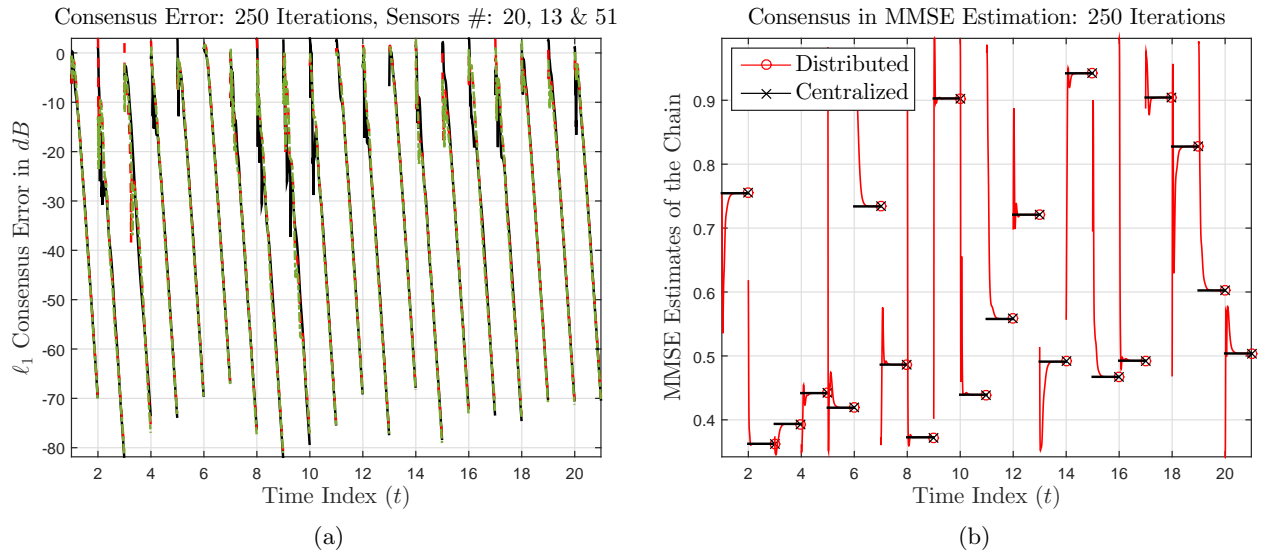 Consensus Error: 250 Iterations, Sensors #: 20, 13 & 51
0
-10
-20
-30
-40
-50
-60
-70
-80
ℓ₁ Consensus Error in dB
2 4 6 8 10 12 14 16 18 20
Time Index (t)
(a)
Consensus in MMSE Estimation: 250 Iterations
Distributed
Centralized
0.9
0.8
0.7
0.6
0.5
0.4
MMSE Estimates of the Chain
2 4 6 8 10 12 14 16 18 20
Time Index (t)
(b)